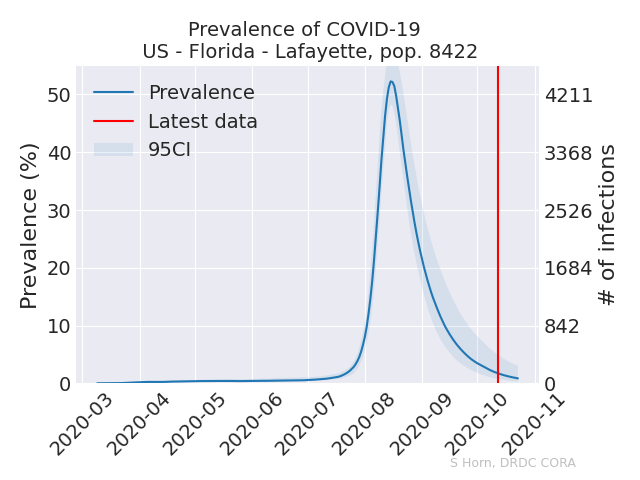 Prevalence of COVID-19
US - Florida - Lafayette, pop. 8422
Prevalence
Latest data
95CI
Prevalence (%)
50
40
30
20
10
0
4211
3368
2526
1684
842
0
# of infections
2020-03
2020-04
2020-05
2020-06
2020-07
2020-08
2020-09
2020-10
2020-11
S Horn, DRDC CORA